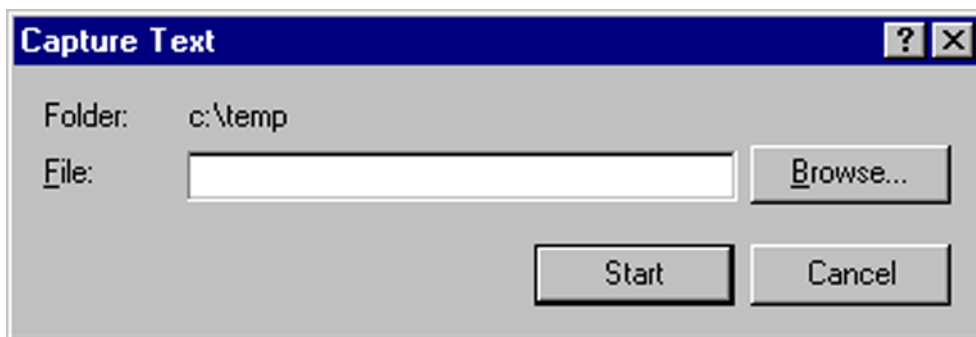 Capture Text ?
Folder: c:\temp
File: Browse...
Start Cancel